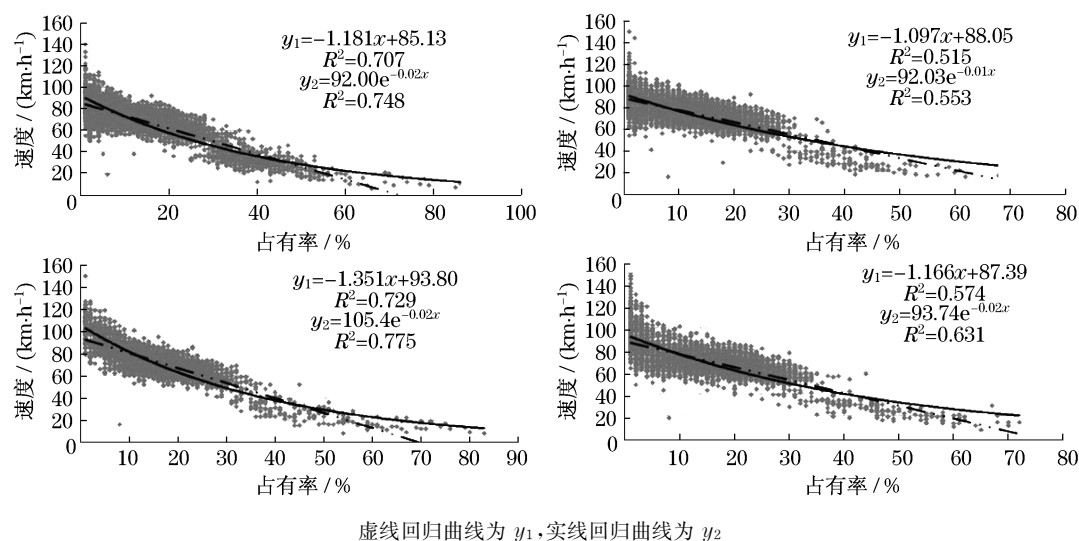 160
140
120
100
80
60
40
20
0
速度 / (km·h⁻¹)
y₁=−1.181x+85.13
R²=0.707
y₂=92.00e⁻⁰·⁰²ˣ
R²=0.748
20 40 60 80 100
占有率 / %
160
140
120
100
80
60
40
20
0
速度 / (km·h⁻¹)
y₁=−1.097x+88.05
R²=0.515
y₂=92.03e⁻⁰·⁰¹ˣ
R²=0.553
10 20 30 40 50 60 70 80
占有率 / %
160
140
120
100
80
60
40
20
0
速度 / (km·h⁻¹)
y₁=−1.351x+93.80
R²=0.729
y₂=105.4e⁻⁰·⁰²ˣ
R²=0.775
10 20 30 40 50 60 70 80 90
占有率 / %
160
140
120
100
80
60
40
20
0
速度 / (km·h⁻¹)
y₁=−1.166x+87.39
R²=0.574
y₂=93.74e⁻⁰·⁰²ˣ
R²=0.631
10 20 30 40 50 60 70 80
占有率 / %
虚线回归曲线为 y₁,实线回归曲线为 y₂